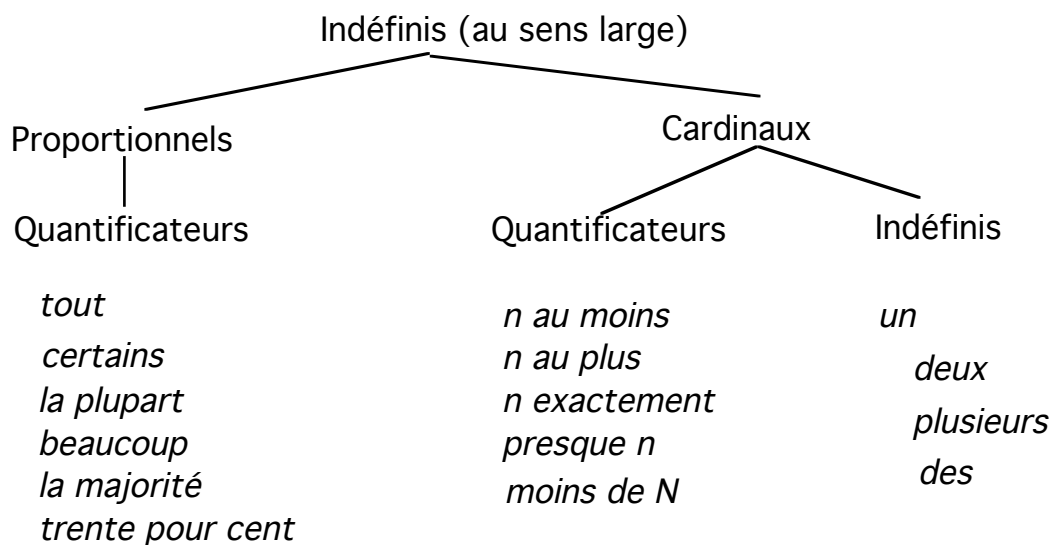 Indéfinis (au sens large)
Proportionnels
Cardinaux
Quantificateurs
Quantificateurs
Indéfinis
tout
certains
la plupart
beaucoup
la majorité
trente pour cent
n au moins
n au plus
n exactement
presque n
moins de N
un
deux
plusieurs
des